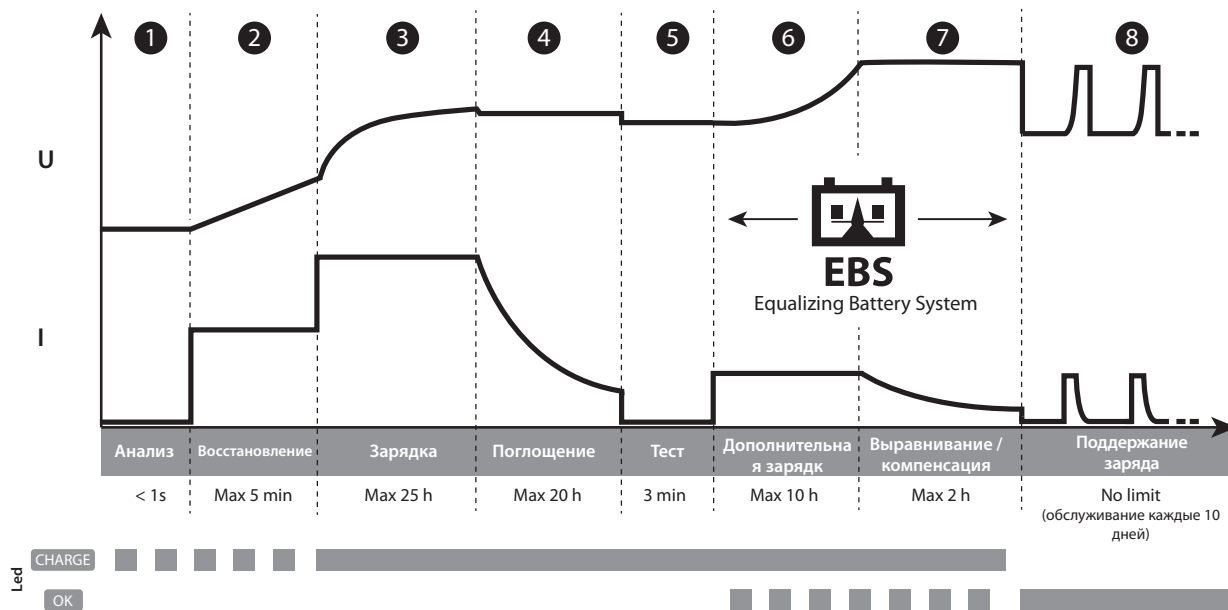 1 2 3 4 5 6 7 8
U
EBS
Equalizing Battery System
I
Анализ
Восстановление
Зарядка
Поглощение
Тест
Дополнительна
я зарядк
Выравнивание /
компенсация
Поддержание
заряда
< 1s
Max 5 min
Max 25 h
Max 20 h
3 min
Max 10 h
Max 2 h
No limit
(обслуживание каждые 10
дней)
Led
CHARGE
OK